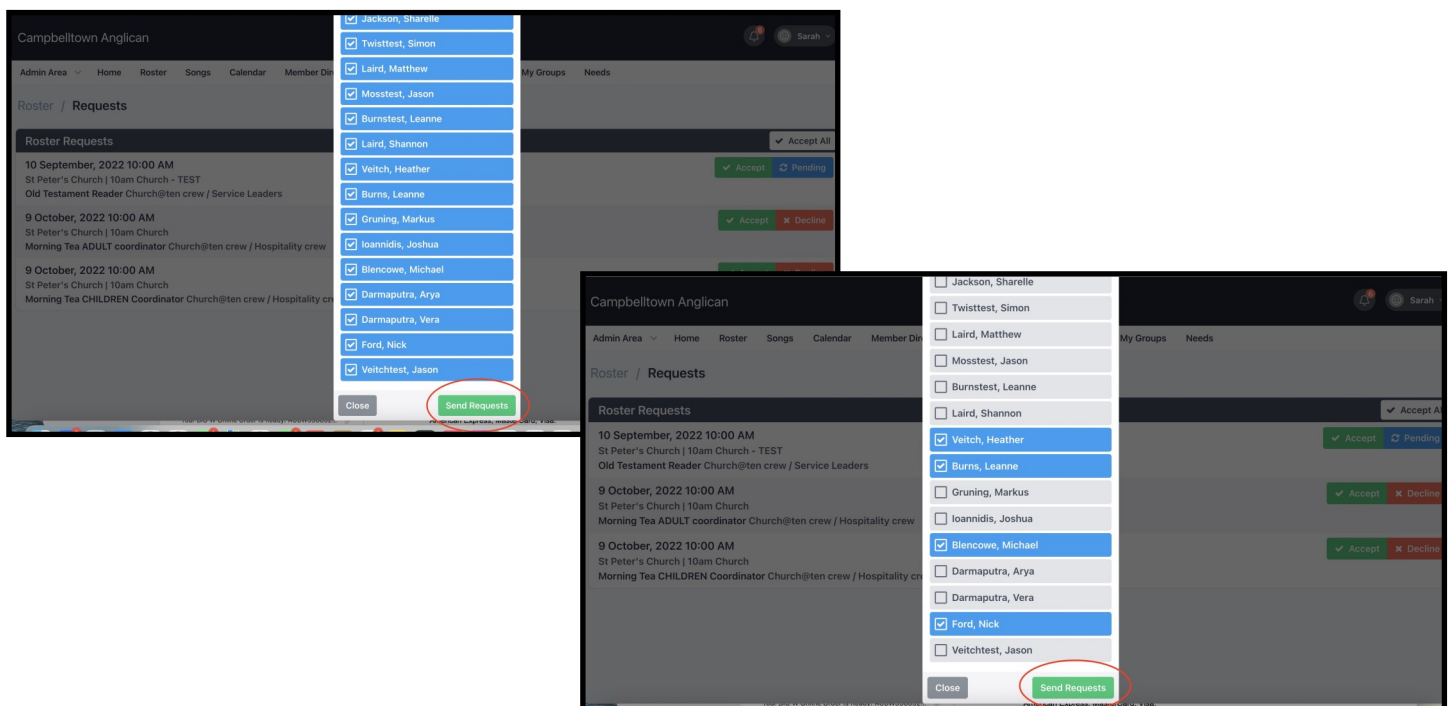 Jackson, Sharelle
Campbelltown Anglican
Sarah
Twisttest, Simon
Admin Area Home Roster Songs Calendar Member Dir
Laird, Matthew
My Groups Needs
Mosstest, Jason
Roster / Requests
Burnstest, Leanne
Roster Requests
Laird, Shannon
Accept All
10 September, 2022 10:00 AM
St Peter's Church | 10am Church - TEST
Old Testament Reader Church@ten crew / Service Leaders
Veitch, Heather
Accept Pending
Burns, Leanne
9 October, 2022 10:00 AM
St Peter's Church | 10am Church
Morning Tea ADULT coordinator Church@ten crew / Hospitality crew
Gruning, Markus
Accept Decline
Ioannidis, Joshua
9 October, 2022 10:00 AM
St Peter's Church | 10am Church
Morning Tea CHILDREN Coordinator Church@ten crew / Hospitality cre
Blencowe, Michael
Darmaputra, Arya
Darmaputra, Vera
Ford, Nick
Veitchtest, Jason
Close Send Requests
Jackson, Sharelle
Campbelltown Anglican
Sarah
Twisttest, Simon
Admin Area Home Roster Songs Calendar Member Dir
Laird, Matthew
My Groups Needs
Mosstest, Jason
Roster / Requests
Burnstest, Leanne
Roster Requests
Laird, Shannon
Accept Al
10 September, 2022 10:00 AM
St Peter's Church | 10am Church - TEST
Old Testament Reader Church@ten crew / Service Leaders
Veitch, Heather
Accept Pending
Burns, Leanne
9 October, 2022 10:00 AM
St Peter's Church | 10am Church
Morning Tea ADULT coordinator Church@ten crew / Hospitality crew
Gruning, Markus
Accept Decline
Ioannidis, Joshua
9 October, 2022 10:00 AM
St Peter's Church | 10am Church
Morning Tea CHILDREN Coordinator Church@ten crew / Hospitality cre
Blencowe, Michael
Accept Decline
Darmaputra, Arya
Darmaputra, Vera
Ford, Nick
Veitchtest, Jason
Close Send Requests